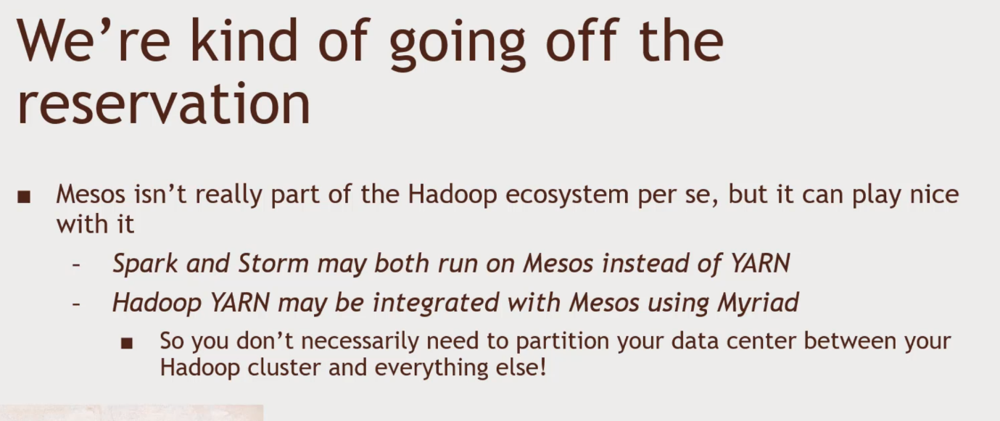 We’re kind of going off the
reservation
■ Mesos isn’t really part of the Hadoop ecosystem per se, but it can play nice
with it
– Spark and Storm may both run on Mesos instead of YARN
– Hadoop YARN may be integrated with Mesos using Myriad
■ So you don’t necessarily need to partition your data center between your
Hadoop cluster and everything else!